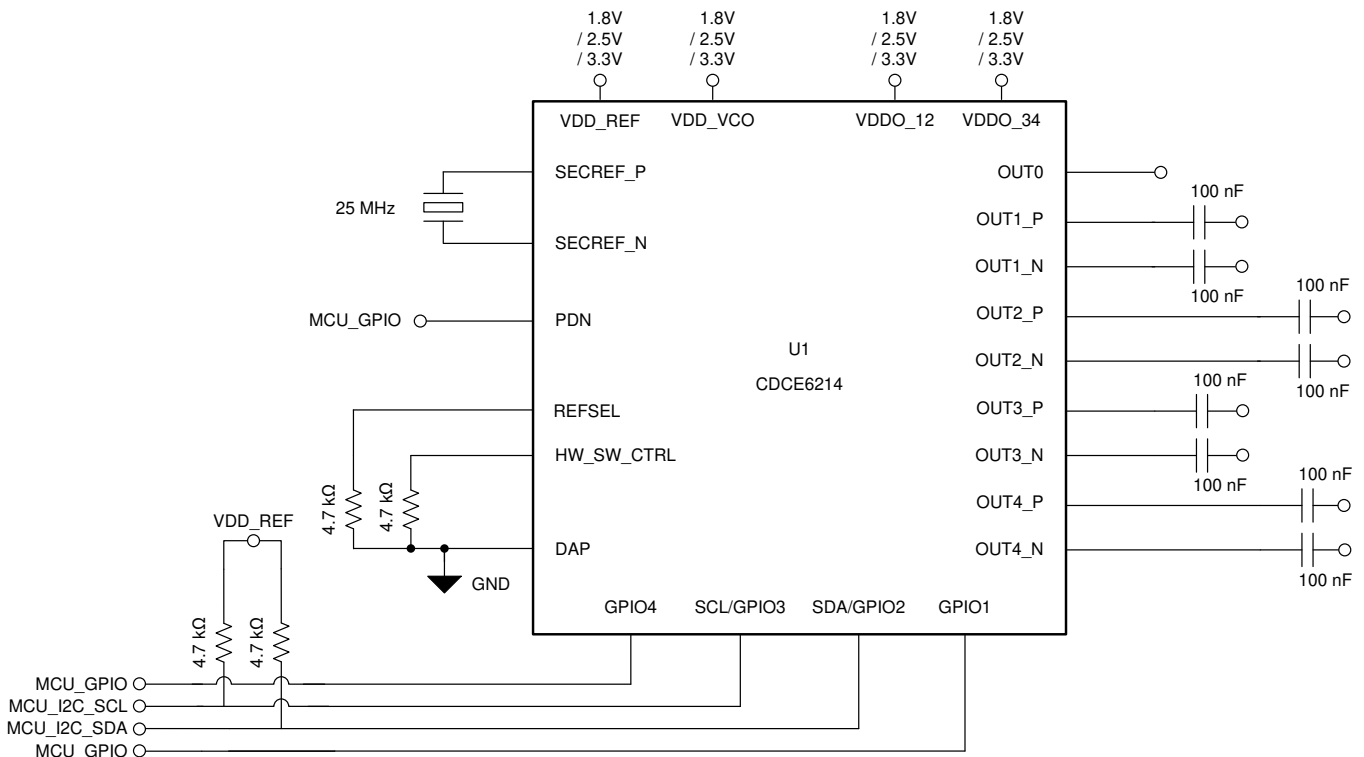 1.8V
/ 2.5V
/ 3.3V
1.8V
/ 2.5V
/ 3.3V
1.8V
/ 2.5V
/ 3.3V
1.8V
/ 2.5V
/ 3.3V
VDD_REF
VDD_VCO
VDDO_12
VDDO_34
SECREF_P
25 MHz
SECREF_N
MCU_GPIO
PDN
REFSEL
HW_SW_CTRL
4.7 kΩ
4.7 kΩ
DAP
GND
U1
CDCE6214
OUT0
100 nF
OUT1_P
OUT1_N
100 nF
100 nF
OUT2_P
OUT2_N
100 nF
100 nF
OUT3_P
OUT3_N
100 nF
100 nF
OUT4_P
OUT4_N
100 nF
GPIO4
SCL/GPIO3
SDA/GPIO2
GPIO1
VDD_REF
4.7 kΩ
4.7 kΩ
MCU_GPIO
MCU_I2C_SCL
MCU_I2C_SDA
MCU_GPIO